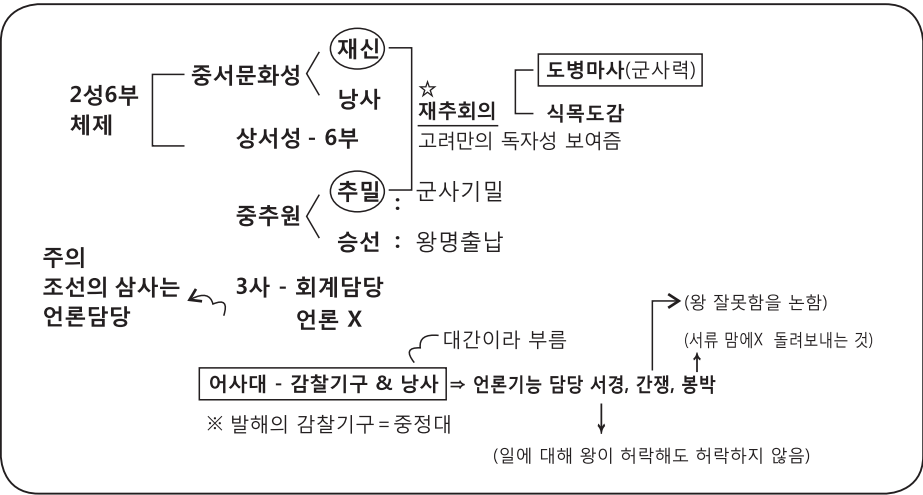 재신
중서문화성
낭사
2성6부
체제
상서성 - 6부
☆
재추회의
고려만의 독자성 보여즘
도병마사(군사력)
식목도감
추밀 : 군사기밀
중추원
승선 : 왕명출납
주의
조선의 삼사는
언론담당
3사 - 회계담당
언론 X
(왕 잘못함을 논함)
(서류 맘에X 돌려보내는 것)
대간이라 부름
어사대 - 감찰기구 & 낭사 ⇒ 언론기능 담당 서경, 간쟁, 봉박
※ 발해의 감찰기구=중정대
(일에 대해 왕이 허락해도 허락하지 않음)